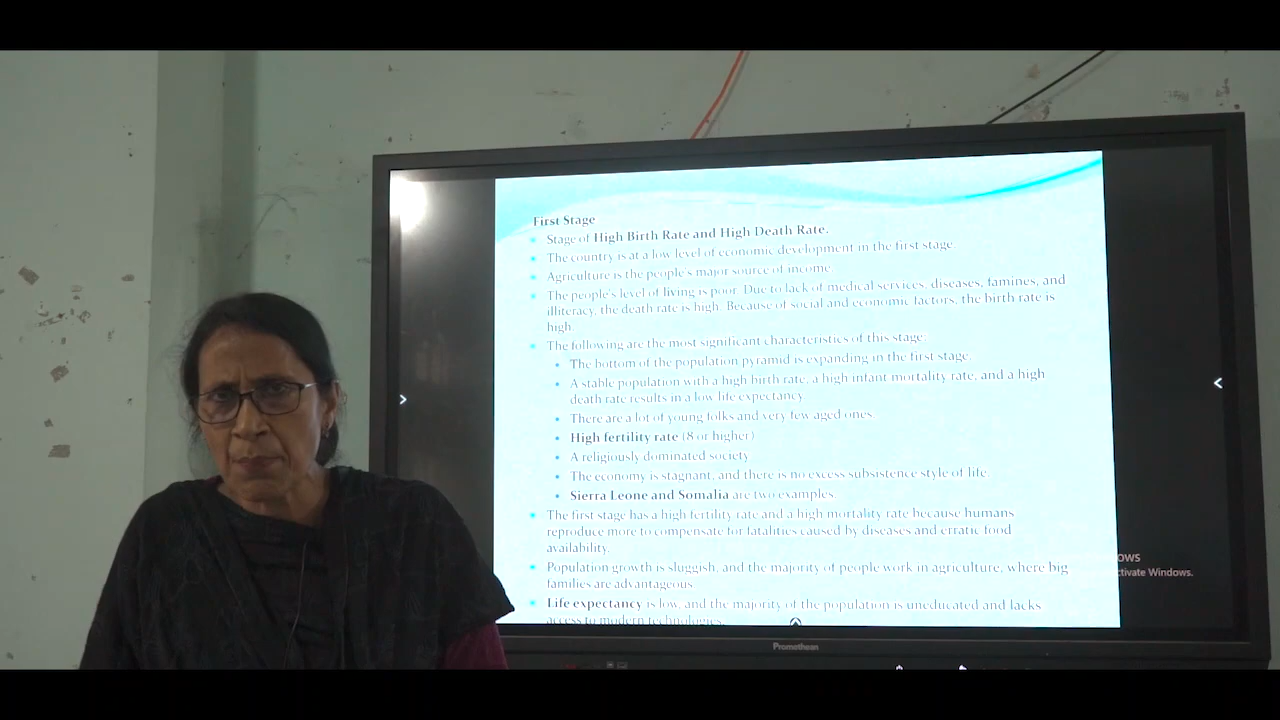 First Stage
Stage of High Birth Rate and High Death Rate.
The country is at a low level of economic development in the first stage.
Agriculture is the people's major source of income.
The people's level of living is poor. Due to lack of medical services, diseases, famines, and
illiteracy, the death rate is high. Because of social and economic factors, the birth rate is
high.
The following are the most significant characteristics of this stage:
The bottom of the population pyramid is expanding in the first stage.
A stable population with a high birth rate, a high infant mortality rate, and a high
death rate results in a low life expectancy.
There are a lot of young folks and very few aged ones.
High fertility rate (8 or higher)
A religiously dominated society
The economy is stagnant, and there is no excess subsistence style of life.
Sierra Leone and Somalia are two examples.
The first stage has a high fertility rate and a high mortality rate because humans
reproduce more to compensate for fatalities caused by diseases and erratic food
availability.
Population growth is sluggish, and the majority of people work in agriculture, where big
families are advantageous.
Life expectancy is low, and the majority of the population is uneducated and lacks
access to modern technologies.
OWS
ctivate Windows.
Promethean